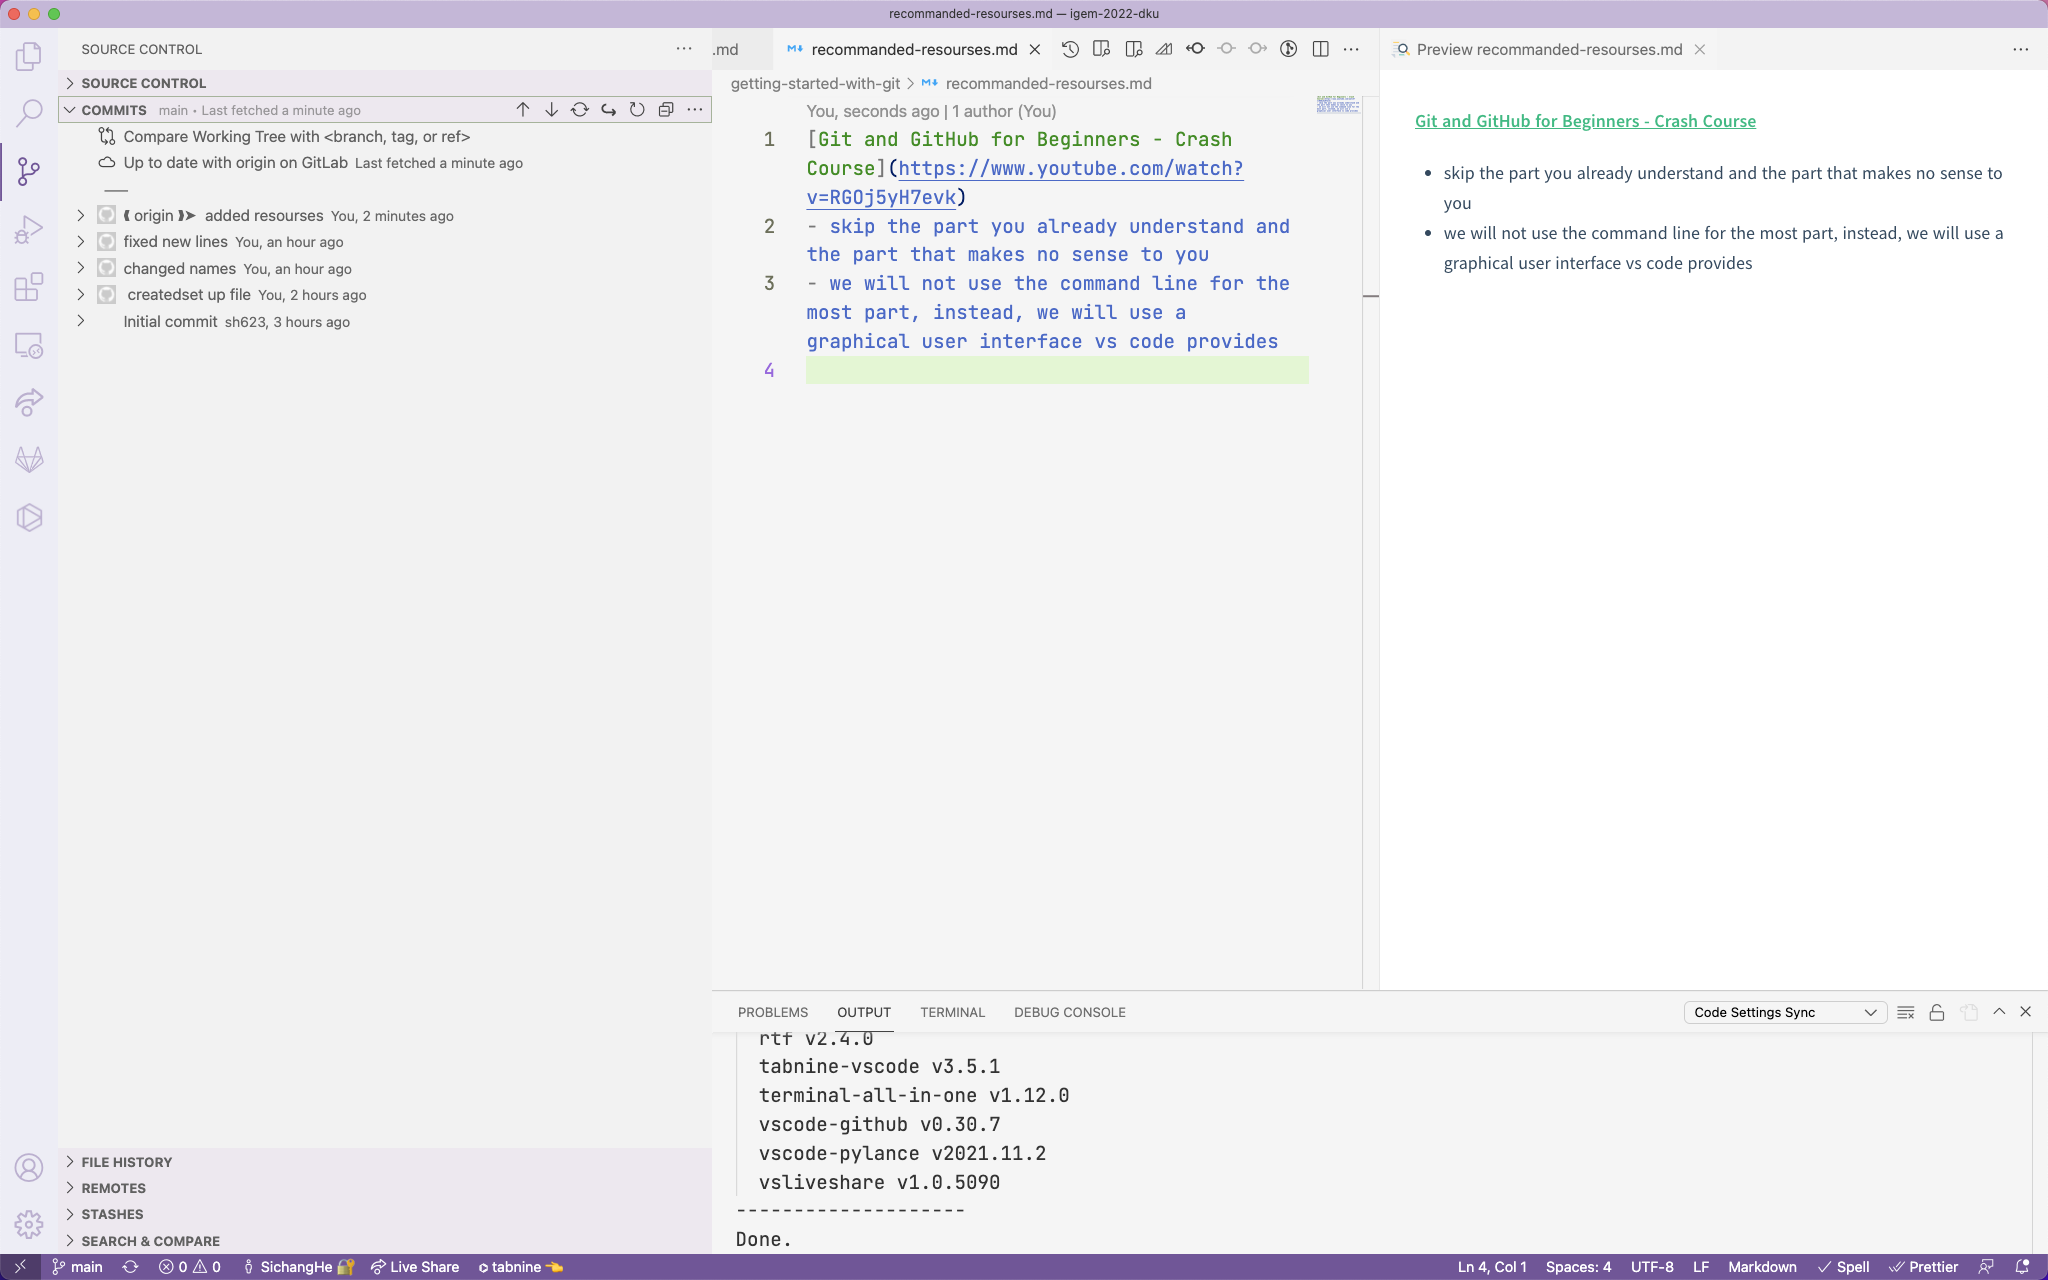 recommanded-resourses.md — igem-2022-dku
SOURCE CONTROL
SOURCE CONTROL
COMMITS main • Last fetched a minute ago
Compare Working Tree with <branch, tag, or ref>
Up to date with origin on GitLab Last fetched a minute ago
origin added resourses You, 2 minutes ago
fixed new lines You, an hour ago
changed names You, an hour ago
createdset up file You, 2 hours ago
Initial commit sh623, 3 hours ago
FILE HISTORY
REMOTES
STASHES
SEARCH & COMPARE
.md
recommanded-resourses.md
getting-started-with-git > recommanded-resourses.md
You, seconds ago | 1 author (You)
1 [Git and GitHub for Beginners - Crash
Course](https://www.youtube.com/watch?
v=RGOj5yH7evk)
2 - skip the part you already understand and
the part that makes no sense to you
3 - we will not use the command line for the
most part, instead, we will use a
graphical user interface vs code provides
4
Preview recommanded-resourses.md
Git and GitHub for Beginners - Crash Course
• skip the part you already understand and the part that makes no sense to
you
• we will not use the command line for the most part, instead, we will use a
graphical user interface vs code provides
PROBLEMS OUTPUT TERMINAL DEBUG CONSOLE
Code Settings Sync
rtf v2.4.0
tabnine-vscode v3.5.1
terminal-all-in-one v1.12.0
vscode-github v0.30.7
vscode-pylance v2021.11.2
vsliveshare v1.0.5090
--------------------
Done.
main 0 0 SichangHe Live Share tabnine Ln 4, Col 1 Spaces: 4 UTF-8 LF Markdown Spell Prettier